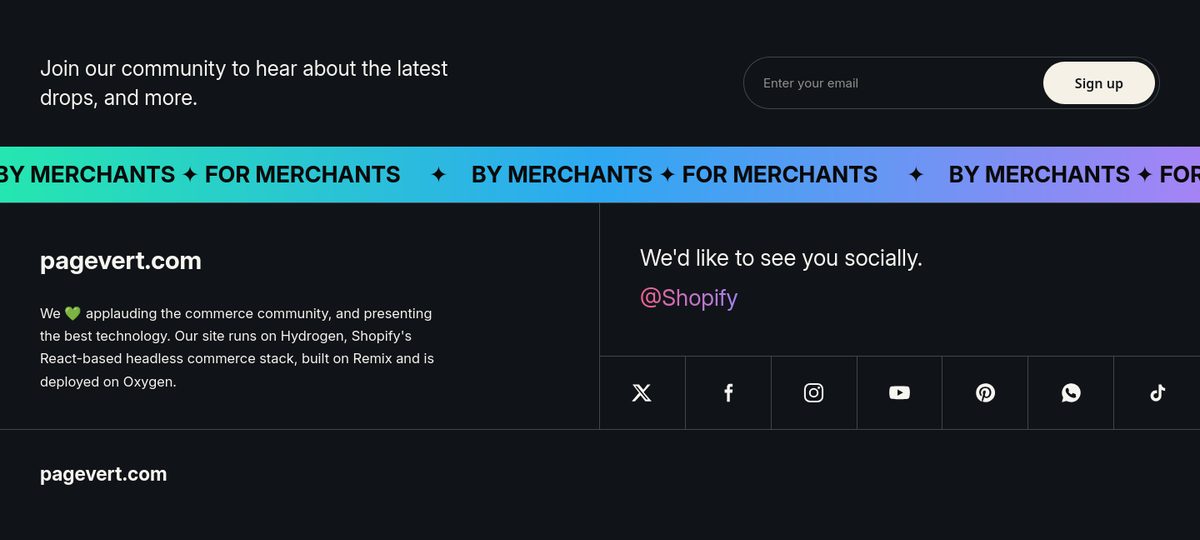 Join our community to hear about the latest
drops, and more.
Enter your email
Sign up
BY MERCHANTS ✦ FOR MERCHANTS ✦ BY MERCHANTS ✦ FOR MERCHANTS ✦ BY MERCHANTS ✦ FOR
pagevert.com
We 💚 applauding the commerce community, and presenting
the best technology. Our site runs on Hydrogen, Shopify's
React-based headless commerce stack, built on Remix and is
deployed on Oxygen.
We'd like to see you socially.
@Shopify
pagevert.com